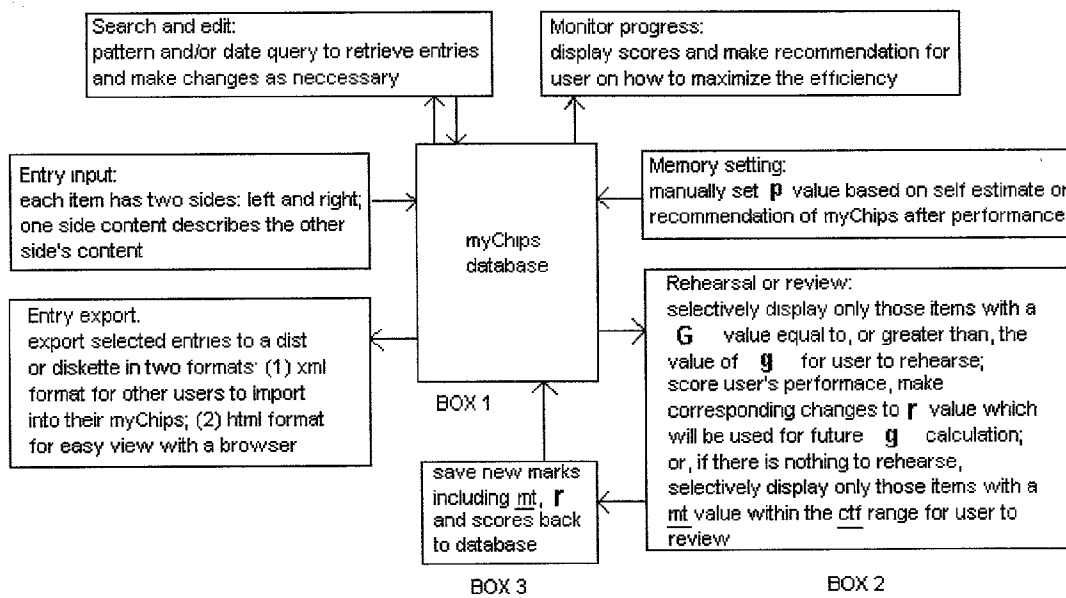 Search and edit:
pattern and/or date query to retrieve entries
and make changes as neccessary
Monitor progress:
display scores and make recommendation for
user on how to maximize the efficiency
Entry input:
each item has two sides: left and right;
one side content describes the other
side's content
myChips
database
Memory setting:
manually set p value based on self estimate or
recommendation of myChips after performance
Entry export.
export selected entries to a dist
or diskette in two formats: (1) xml
format for other users to import
into their myChips; (2) html format
for easy view with a browser
BOX 1
Rehearsal or review:
selectively display only those items with a
G value equal to, or greater than, the
value of g for user to rehearse;
score user's performace, make
corresponding changes to r value which
will be used for future g calculation;
or, if there is nothing to rehearse,
selectively display only those items with a
mt value within the ctf range for user to
review
save new marks
including mt, r
and scores back
to database
BOX 3
BOX 2